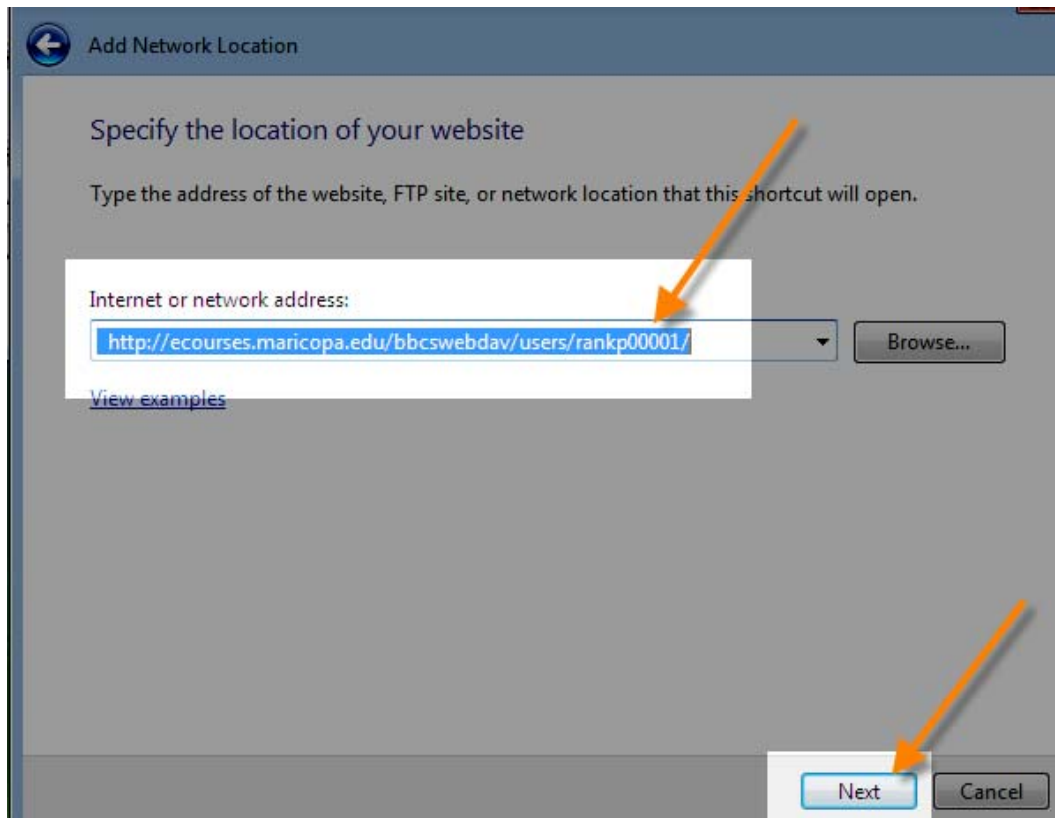 Add Network Location
Specify the location of your website
Type the address of the website, FTP site, or network location that this shortcut will open.
Internet or network address:
http://ecourses.maricopa.edu/bbcswebdav/users/rankp00001/
Browse...
View examples
Next
Cancel